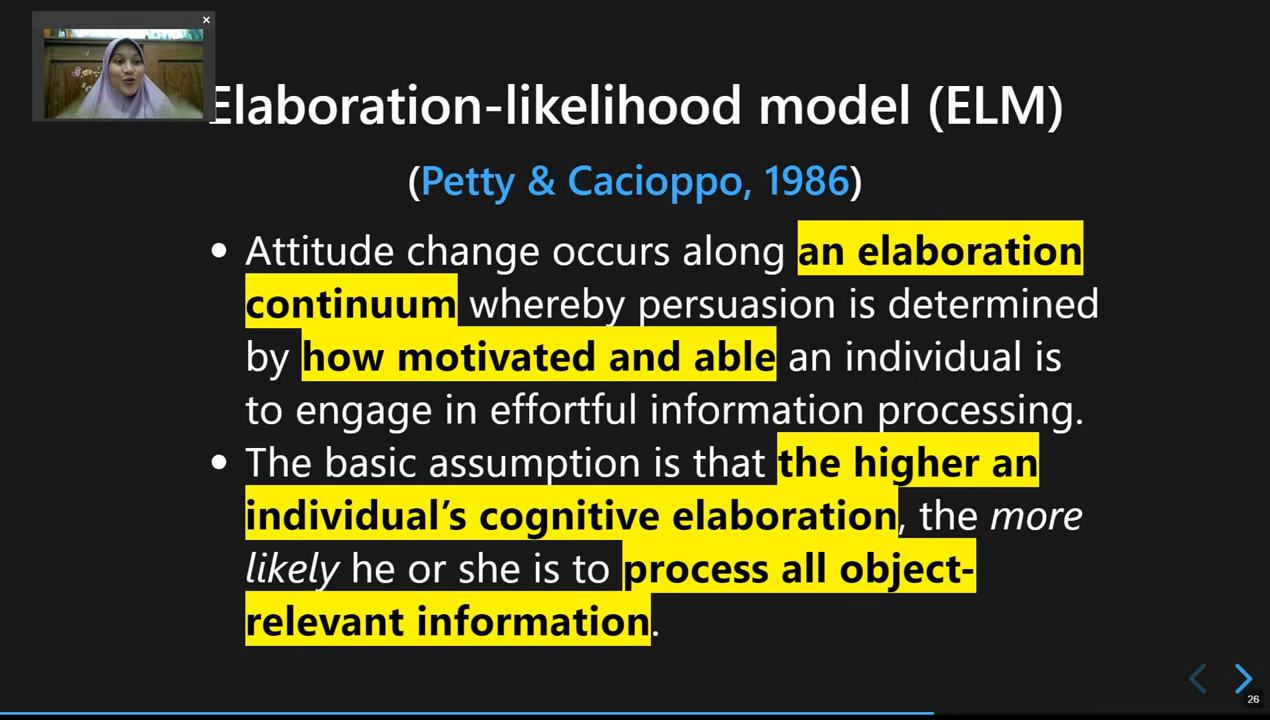 Elaboration-likelihood model (ELM)
(Petty & Cacioppo, 1986)
• Attitude change occurs along an elaboration
continuum whereby persuasion is determined
by how motivated and able an individual is
to engage in effortful information processing.
• The basic assumption is that the higher an
individual’s cognitive elaboration, the more
likely he or she is to process all object-
relevant information.
26